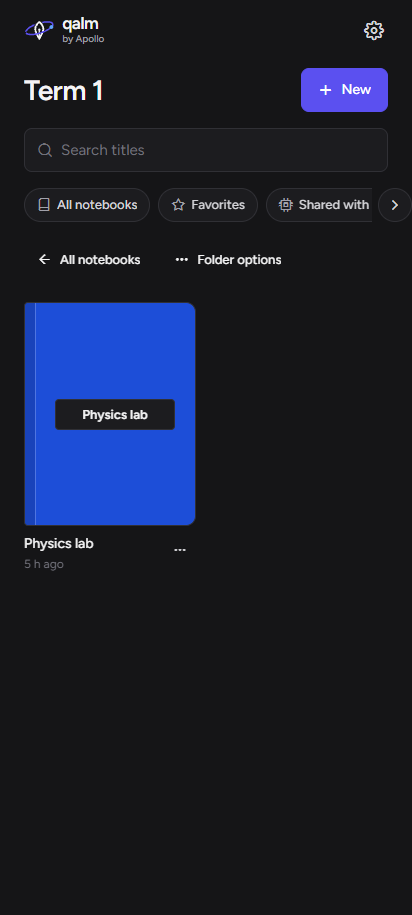 qalm
by Apollo
Term 1
New
Search titles
All notebooks
Favorites
Shared with
All notebooks
Folder options
Physics lab
Physics lab
5 h ago